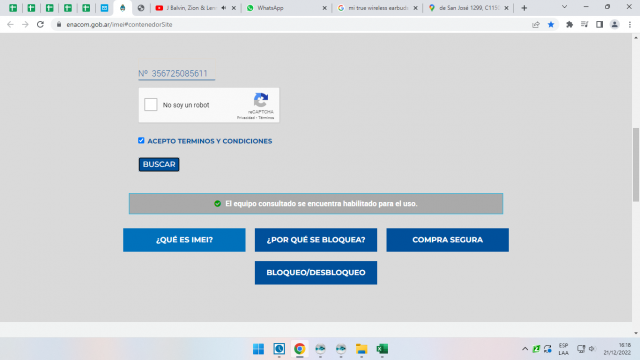 J Balvin, Zion & Len
WhatsApp
mi true wireless earbud
de San José 1299, C115
enacom.gob.ar/imei#contenedorSite
Nº 356725085611
No soy un robot
reCAPTCHA
Privacidad - Términos
ACEPTO TERMINOS Y CONDICIONES
BUSCAR
El equipo consultado se encuentra habilitado para el uso.
¿QUÉ ES IMEI?
¿POR QUÉ SE BLOQUEA?
COMPRA SEGURA
BLOQUEO/DESBLOQUEO
ESP
LAA
16:18
21/12/2022